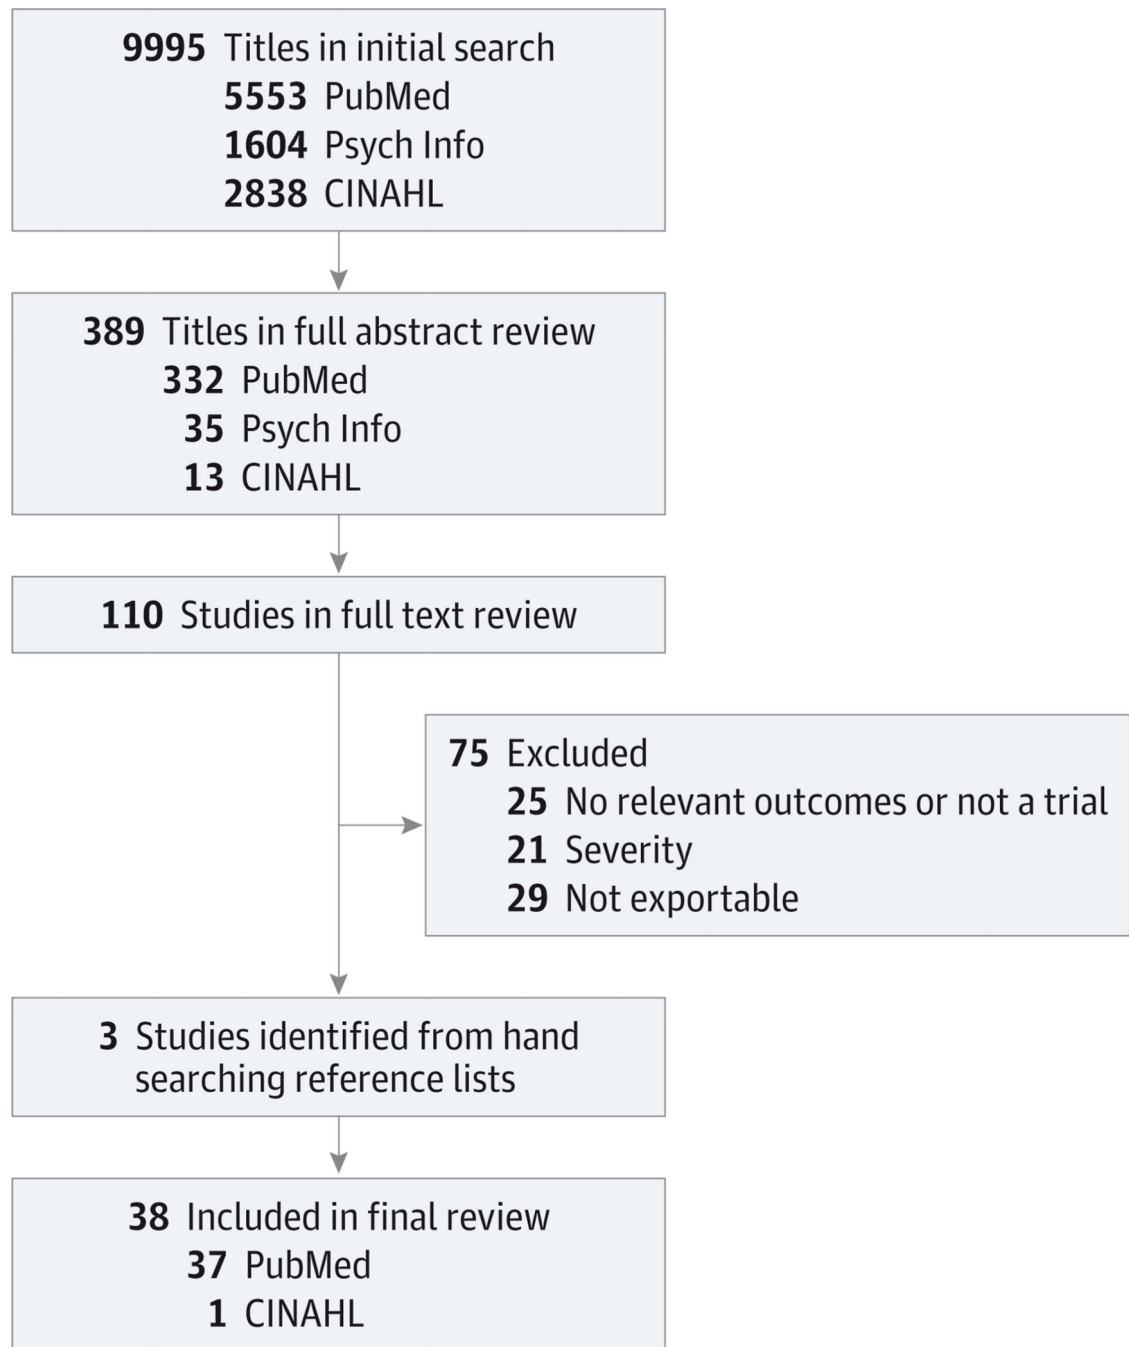 9995 Titles in initial search
5553 PubMed
1604 Psych Info
2838 CINAHL
389 Titles in full abstract review
332 PubMed
35 Psych Info
13 CINAHL
110 Studies in full text review
75 Excluded
25 No relevant outcomes or not a trial
21 Severity
29 Not exportable
3 Studies identified from hand
searching reference lists
38 Included in final review
37 PubMed
1 CINAHL